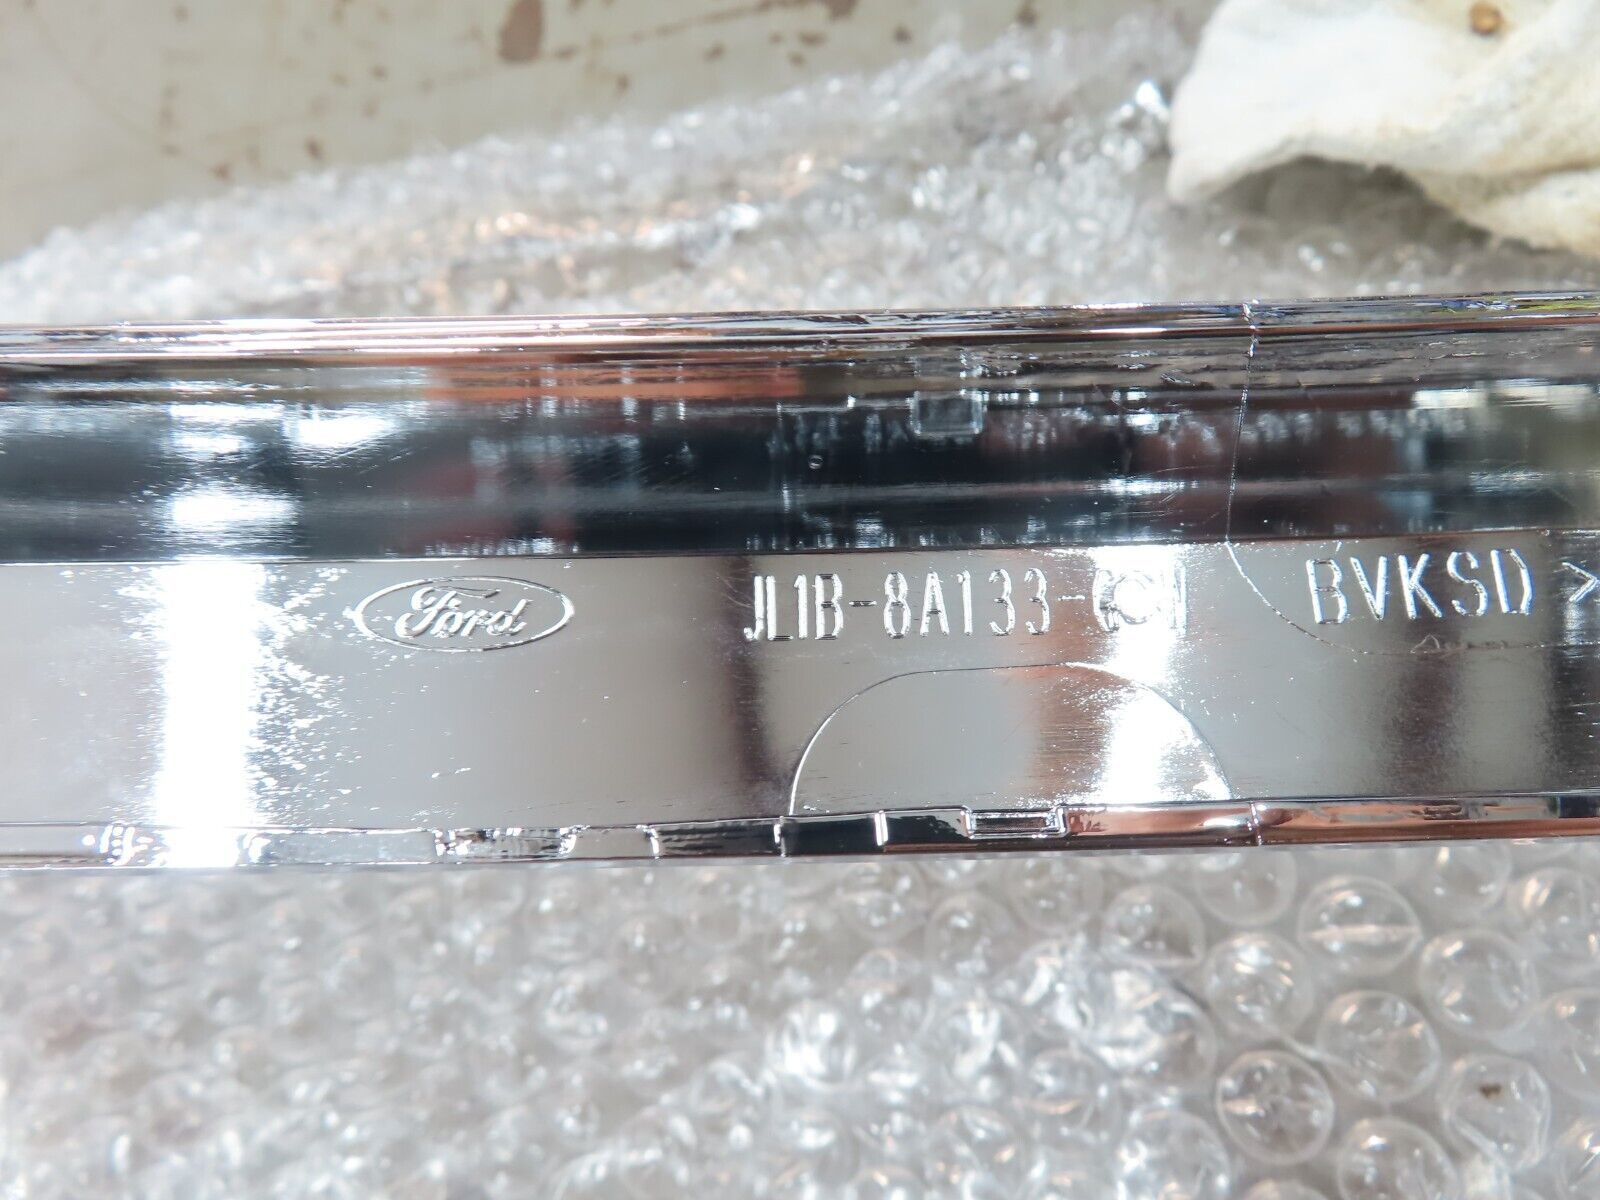 Ford JL1B-8A133- BVKSD >